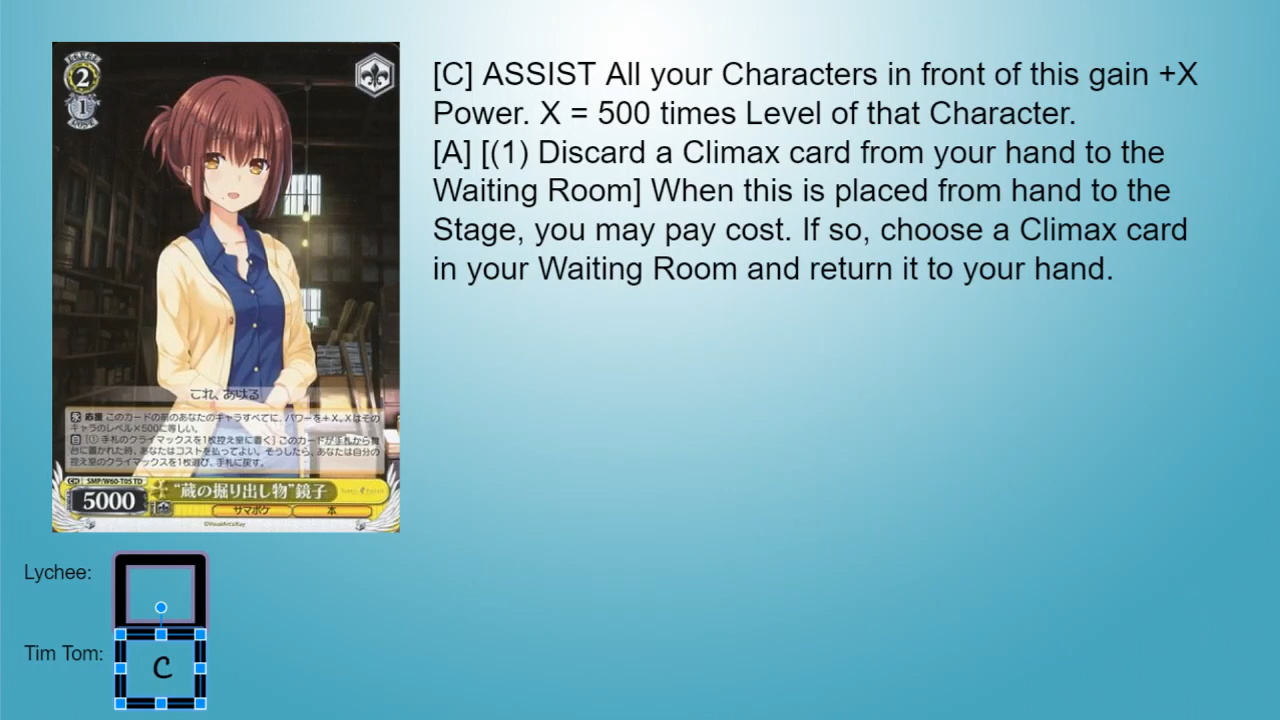 [C] ASSIST All your Characters in front of this gain +X
Power. X = 500 times Level of that Character.
[A] [(1) Discard a Climax card from your hand to the
Waiting Room] When this is placed from hand to the
Stage, you may pay cost. If so, choose a Climax card
in your Waiting Room and return it to your hand.
LEVEL
2
1
COST
これ、あげる
応援 このカードの前のあなたのキャラすべてに、パワーを+X。Xはその
キャラのレベル×500に等しい。
[① 手札のクライマックスを1枚控え室に置く] このカードが手札から舞
台に置かれた時、あなたはコストを払ってよい。そうしたら、あなたは自分の
控え室のクライマックスを1枚選び、手札に戻す。
CH SMP/W60-T05 TD
5000
“蔵の掘り出し物”鏡子
サマポケ 本
©VisualArt's/Key
Lychee:
Tim Tom:
C